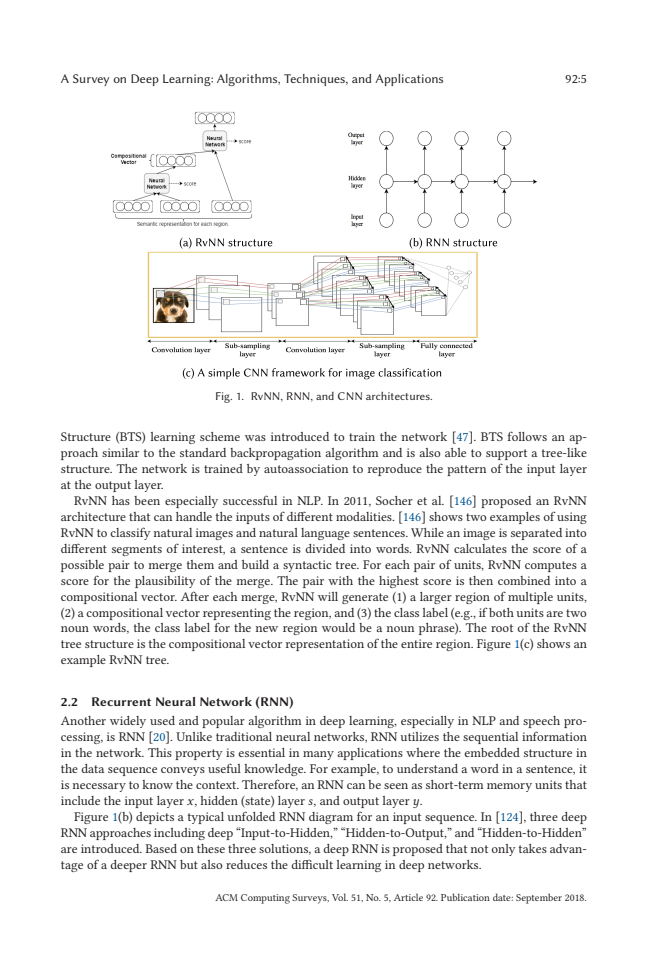 A Survey on Deep Learning: Algorithms, Techniques, and Applications 92:5
Neural
Network
score
Compositional
Vector
Neural
Network
score
Semantic representation for each region
(a) RvNN structure
Output
layer
Hidden
layer
Input
layer
(b) RNN structure
Convolution layer
Sub-sampling
layer
Convolution layer
Sub-sampling
layer
Fully connected
layer
(c) A simple CNN framework for image classification
Fig. 1. RvNN, RNN, and CNN architectures.
Structure (BTS) learning scheme was introduced to train the network [47]. BTS follows an ap-
proach similar to the standard backpropagation algorithm and is also able to support a tree-like
structure. The network is trained by autoassociation to reproduce the pattern of the input layer
at the output layer.
RvNN has been especially successful in NLP. In 2011, Socher et al. [146] proposed an RvNN
architecture that can handle the inputs of different modalities. [146] shows two examples of using
RvNN to classify natural images and natural language sentences. While an image is separated into
different segments of interest, a sentence is divided into words. RvNN calculates the score of a
possible pair to merge them and build a syntactic tree. For each pair of units, RvNN computes a
score for the plausibility of the merge. The pair with the highest score is then combined into a
compositional vector. After each merge, RvNN will generate (1) a larger region of multiple units,
(2) a compositional vector representing the region, and (3) the class label (e.g., if both units are two
noun words, the class label for the new region would be a noun phrase). The root of the RvNN
tree structure is the compositional vector representation of the entire region. Figure 1(c) shows an
example RvNN tree.
2.2 Recurrent Neural Network (RNN)
Another widely used and popular algorithm in deep learning, especially in NLP and speech pro-
cessing, is RNN [20]. Unlike traditional neural networks, RNN utilizes the sequential information
in the network. This property is essential in many applications where the embedded structure in
the data sequence conveys useful knowledge. For example, to understand a word in a sentence, it
is necessary to know the context. Therefore, an RNN can be seen as short-term memory units that
include the input layer x, hidden (state) layer s, and output layer y.
Figure 1(b) depicts a typical unfolded RNN diagram for an input sequence. In [124], three deep
RNN approaches including deep “Input-to-Hidden,” “Hidden-to-Output,” and “Hidden-to-Hidden”
are introduced. Based on these three solutions, a deep RNN is proposed that not only takes advan-
tage of a deeper RNN but also reduces the difficult learning in deep networks.
ACM Computing Surveys, Vol. 51, No. 5, Article 92. Publication date: September 2018.